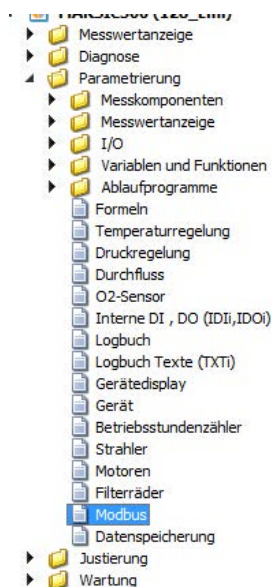 Messwertanzeige
Diagnose
Parametrierung
Messkomponenten
Messwertanzeige
I/O
Variablen und Funktionen
Ablaufprogramme
Formeln
Temperaturregelung
Druckregelung
Durchfluss
O2-Sensor
Interne DI , DO (IDIi,IDOi)
Logbuch
Logbuch Texte (TXTi)
Gerätedisplay
Gerät
Betriebsstundenzähler
Strahler
Motoren
Filterräder
Modbus
Datenspeicherung
Justierung
Wartung